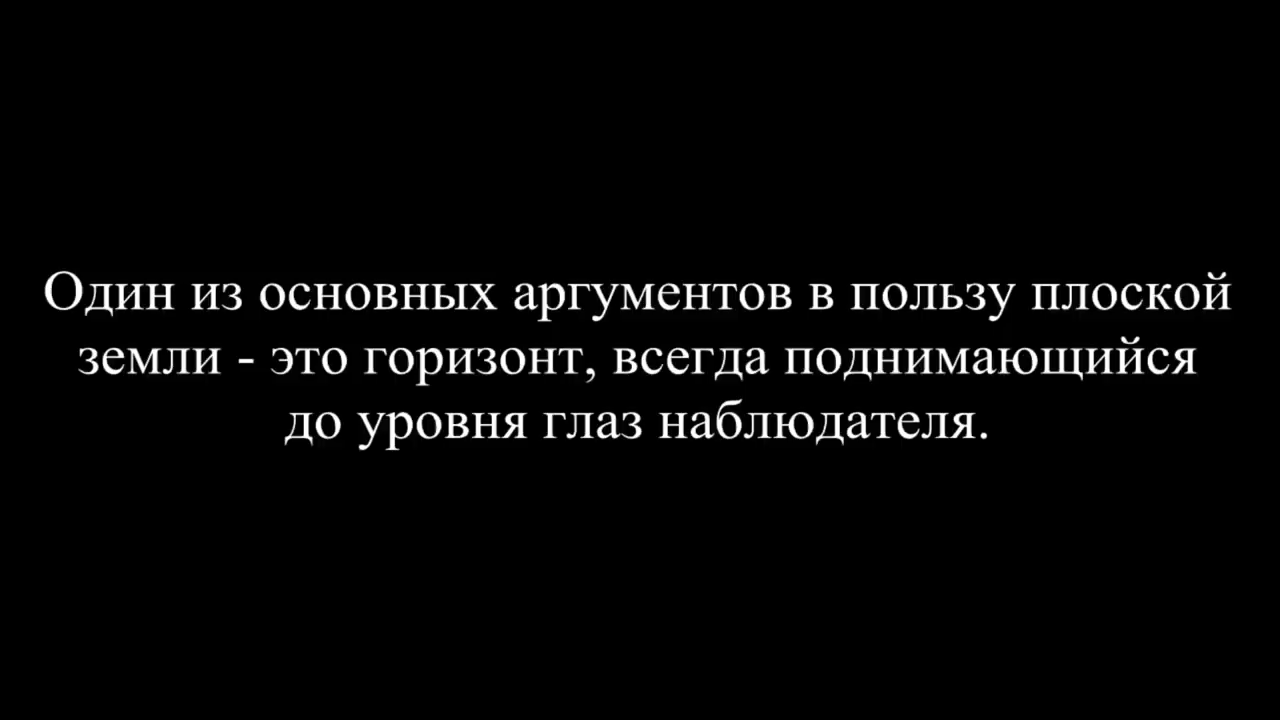 Один из основных аргументов в пользу плоской
земли - это горизонт, всегда поднимающийся
до уровня глаз наблюдателя.